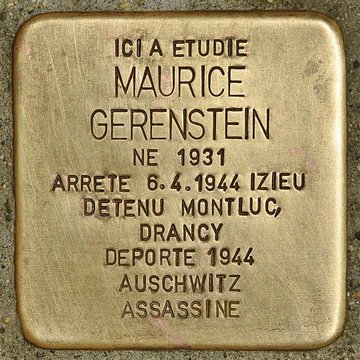 ICI A ETUDIE
MAURICE
GERENSTEIN
NE 1931
ARRETE 6.4.1944 IZIEU
DETENU MONTLUC,
DRANCY
DEPORTE 1944
AUSCHWITZ
ASSASSINE